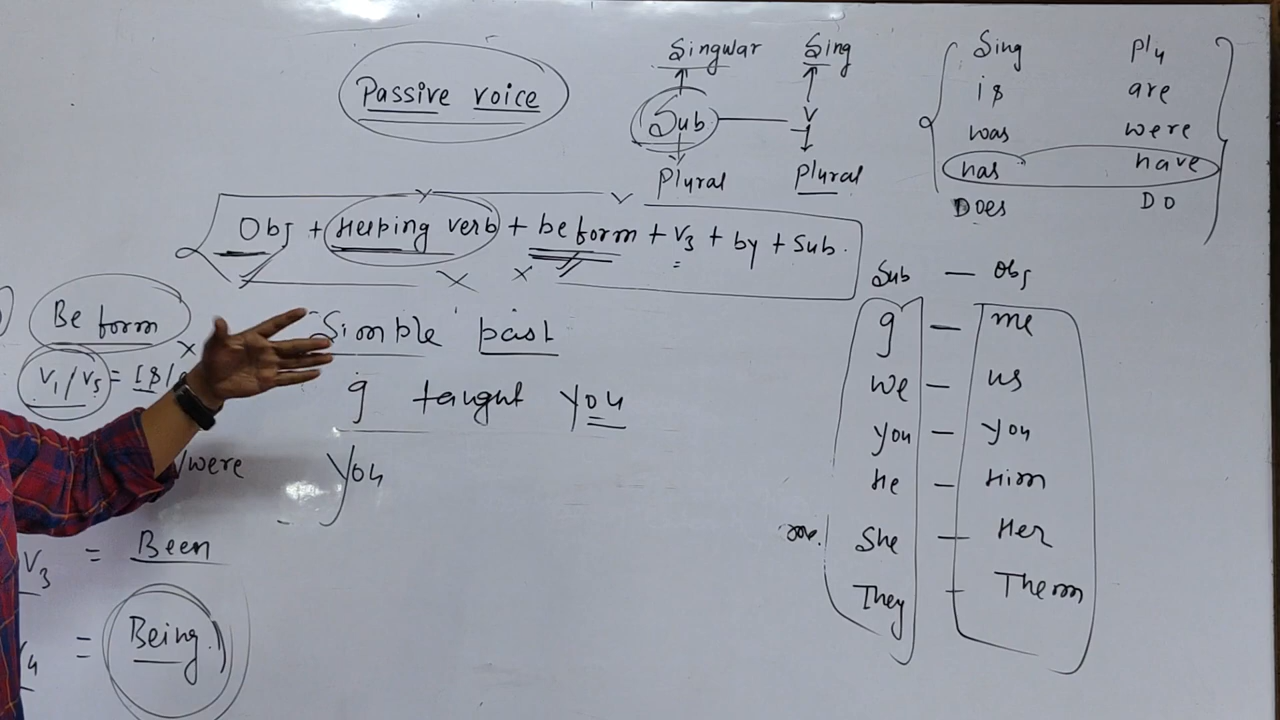 Passive voice
Singular Sing
Sub — V
Plural Plural
Sing Plu
is are
was were
has have
Does Do
Obj + Helping verb + be form + V3 + by + Sub.
Be form
V1/V5 = Is/
/were
V3 = Been
4 = Being
Simple past
I taught you
You
Sub — Obj
I — me
we — us
you — you
He — Him
She — Her
They - Them